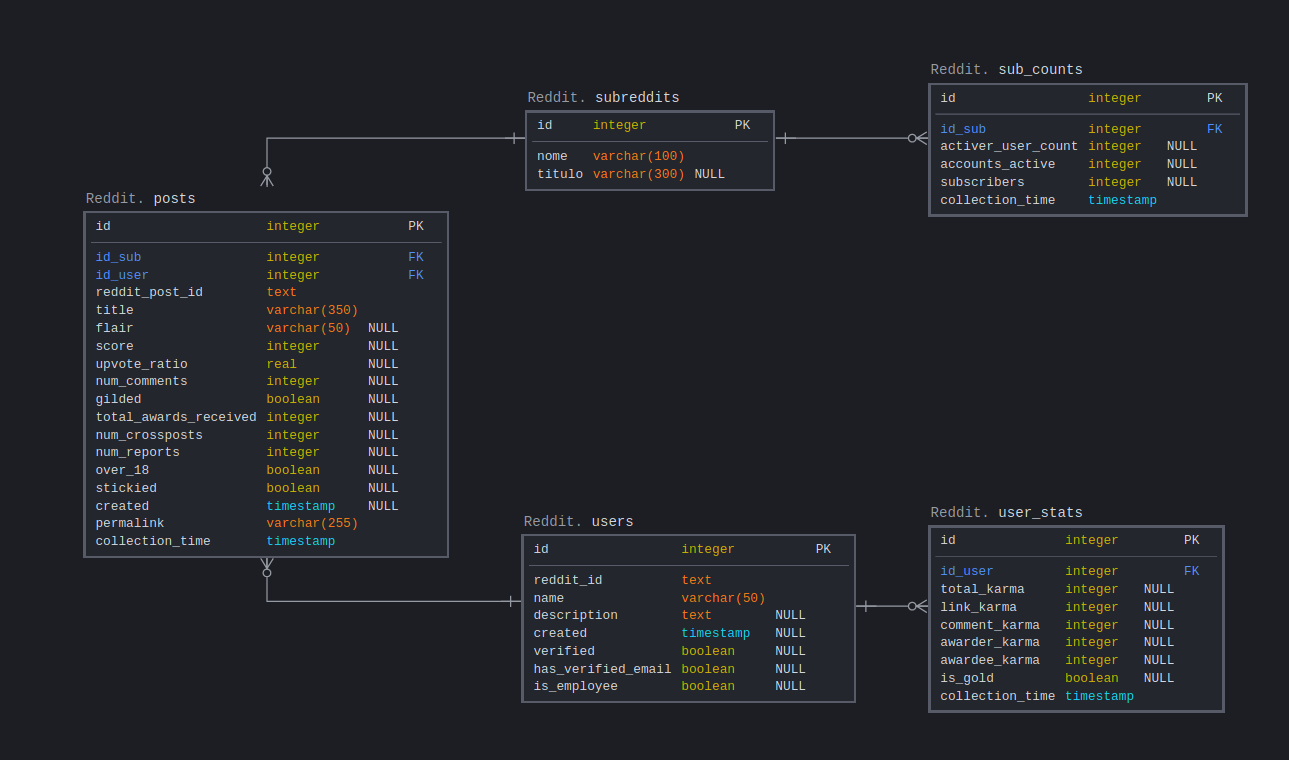 Reddit. subreddits
id integer PK
nome varchar(100)
titulo varchar(300) NULL
Reddit. sub_counts
id integer PK
id_sub integer FK
activer_user_count integer NULL
accounts_active integer NULL
subscribers integer NULL
collection_time timestamp
Reddit. posts
id integer PK
id_sub integer FK
id_user integer FK
reddit_post_id text
title varchar(350)
flair varchar(50) NULL
score integer NULL
upvote_ratio real NULL
num_comments integer NULL
gilded boolean NULL
total_awards_received integer NULL
num_crossposts integer NULL
num_reports integer NULL
over_18 boolean NULL
stickied boolean NULL
created timestamp NULL
permalink varchar(255)
collection_time timestamp
Reddit. users
id integer PK
reddit_id text
name varchar(50)
description text NULL
created timestamp NULL
verified boolean NULL
has_verified_email boolean NULL
is_employee boolean NULL
Reddit. user_stats
id integer PK
id_user integer FK
total_karma integer NULL
link_karma integer NULL
comment_karma integer NULL
awarder_karma integer NULL
awardee_karma integer NULL
is_gold boolean NULL
collection_time timestamp